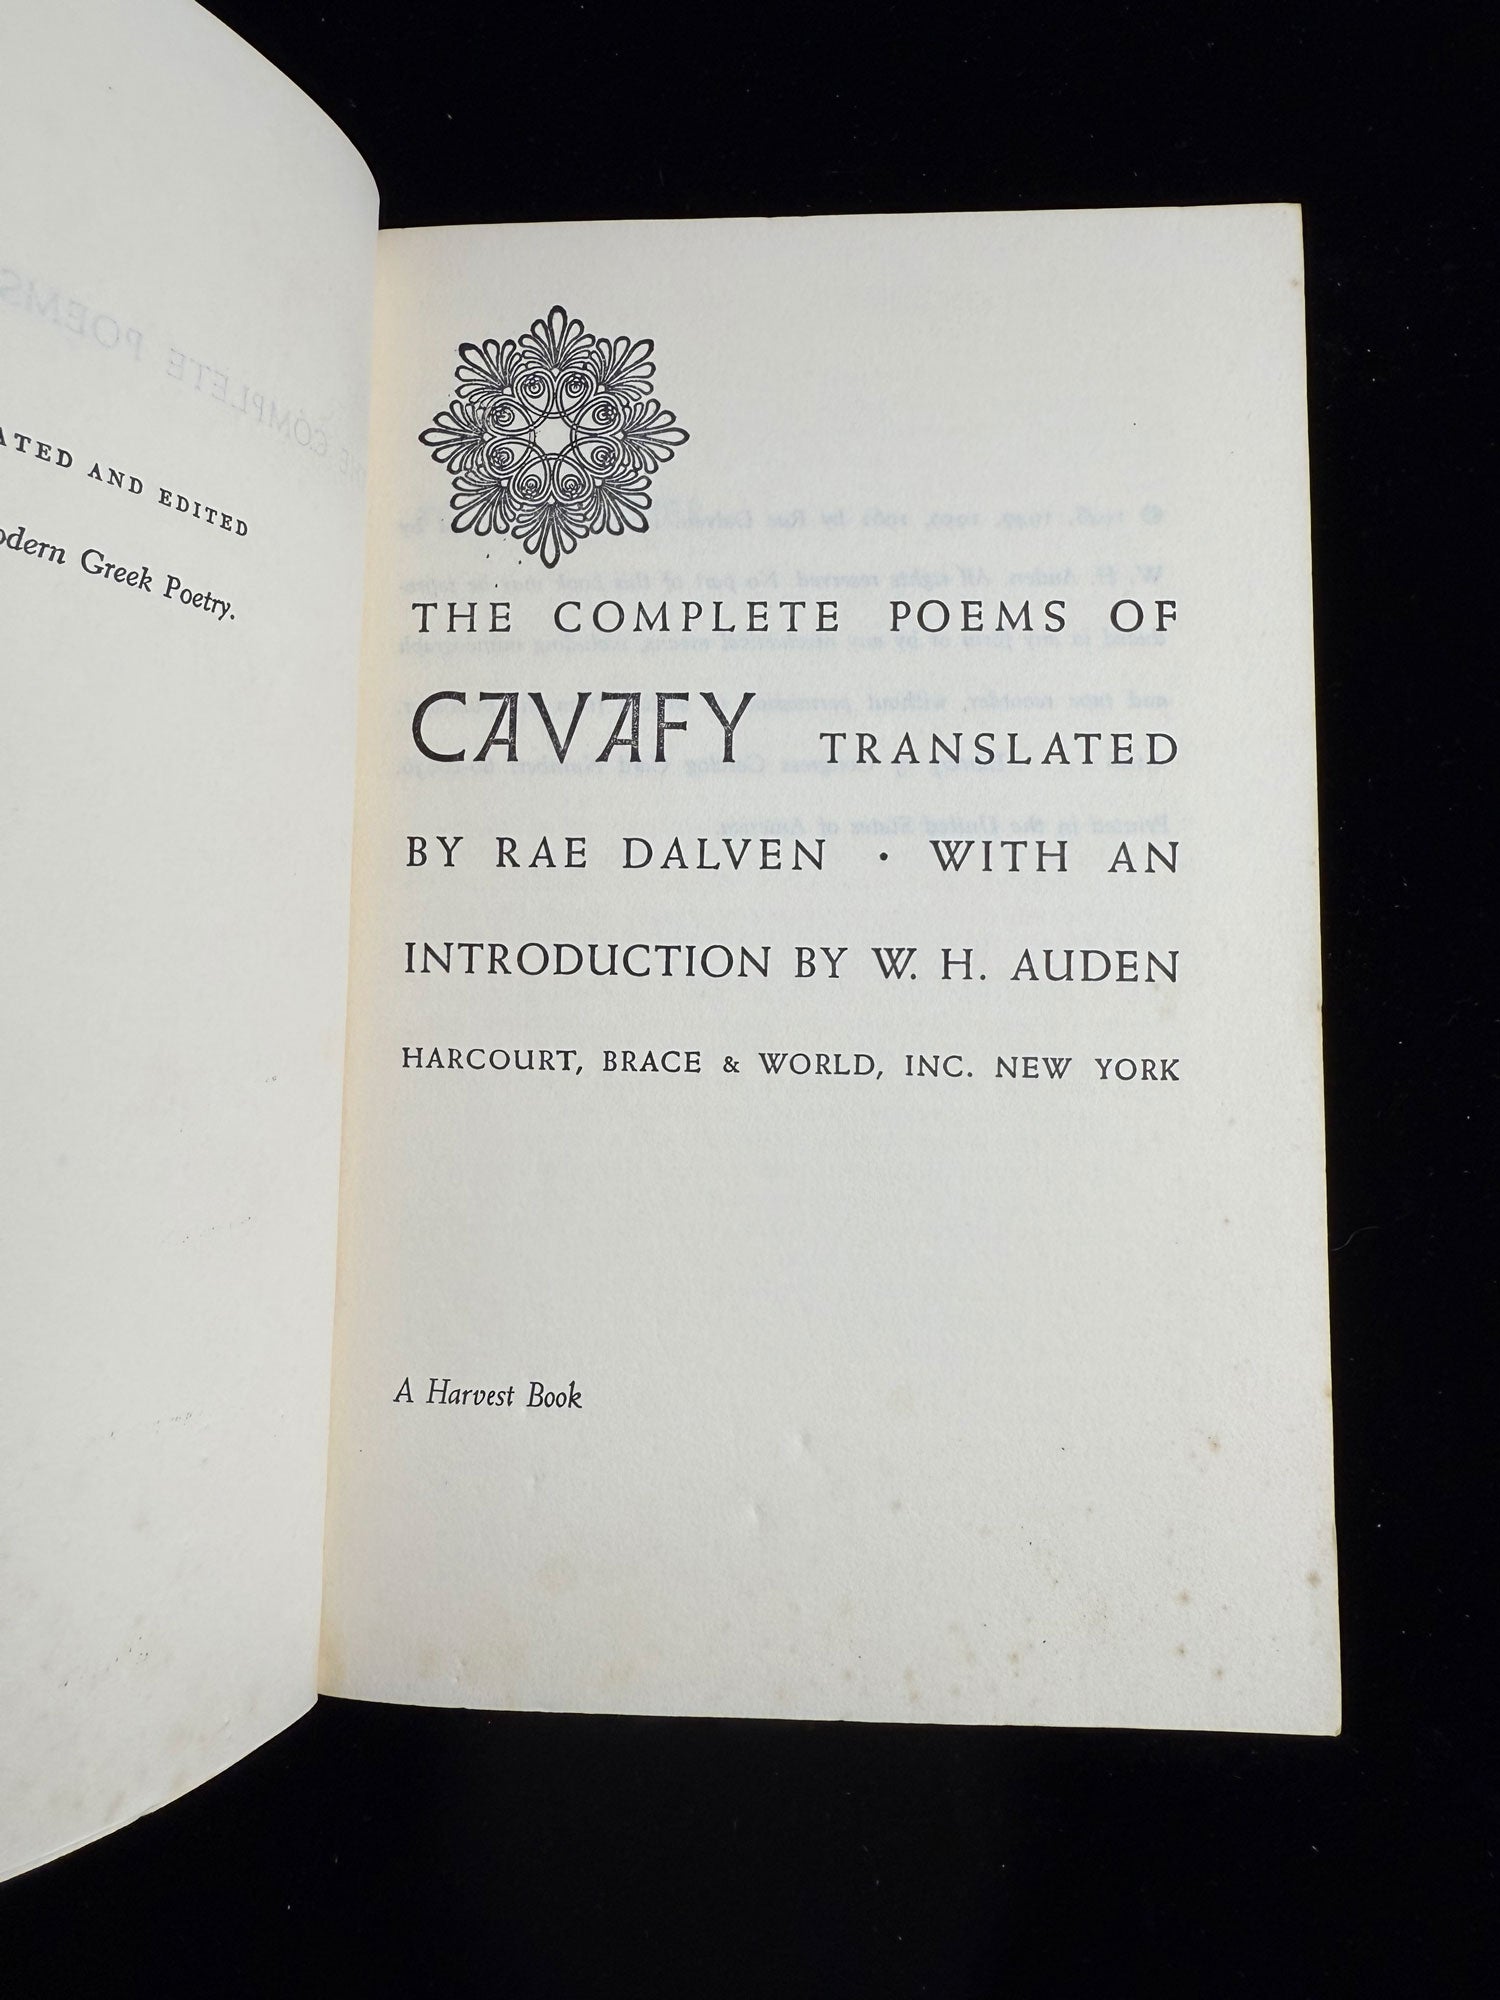 ATED AND EDITED
odern Greek Poetry.
THE COMPLETE POEMS OF
CAVAFY TRANSLATED
BY RAE DALVEN • WITH AN
INTRODUCTION BY W. H. AUDEN
HARCOURT, BRACE & WORLD, INC. NEW YORK
A Harvest Book